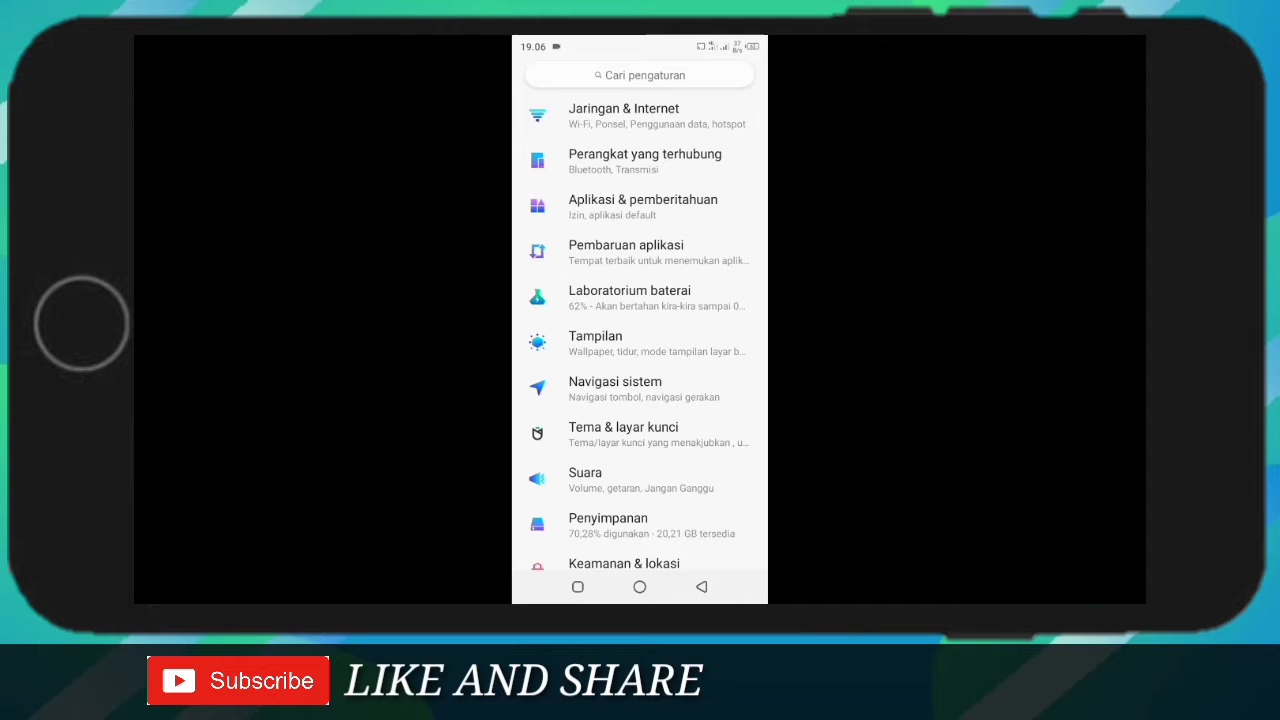 19.06
37
B/s
62
Cari pengaturan
Jaringan & Internet
Wi-Fi, Ponsel, Penggunaan data, hotspot
Perangkat yang terhubung
Bluetooth, Transmisi
Aplikasi & pemberitahuan
Izin, aplikasi default
Pembaruan aplikasi
Tempat terbaik untuk menemukan aplik...
Laboratorium baterai
62% - Akan bertahan kira-kira sampai 0...
Tampilan
Wallpaper, tidur, mode tampilan layar b...
Navigasi sistem
Navigasi tombol, navigasi gerakan
Tema & layar kunci
Tema/layar kunci yang menakjubkan , u...
Suara
Volume, getaran, Jangan Ganggu
Penyimpanan
70,28% digunakan - 20,21 GB tersedia
Keamanan & lokasi
Subscribe
LIKE AND SHARE